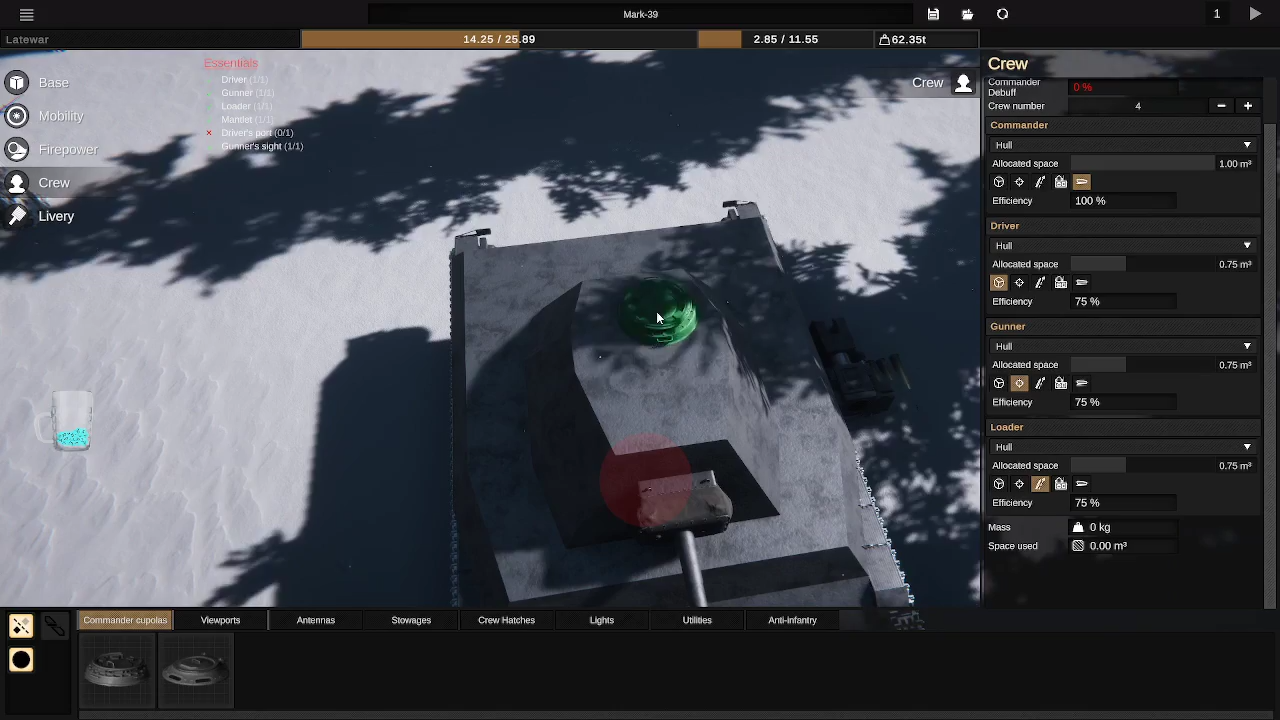 Mark-39
1
Latewar
14.25 / 25.89
2.85 / 11.55
62.35t
Base
Mobility
Firepower
Crew
Livery
Essentials
Driver (1/1)
Gunner (1/1)
Loader (1/1)
Mantlet (1/1)
Driver's port (0/1)
Gunner's sight (1/1)
Crew
Crew
Commander
Debuff
0 %
Crew number
4
Commander
Hull
Allocated space
1.00 m³
Efficiency
100 %
Driver
Hull
Allocated space
0.75 m³
Efficiency
75 %
Gunner
Hull
Allocated space
0.75 m³
Efficiency
75 %
Loader
Hull
Allocated space
0.75 m³
Efficiency
75 %
Mass
0 kg
Space used
0.00 m³
Commander cupolas
Viewports
Antennas
Stowages
Crew Hatches
Lights
Utilities
Anti-Infantry